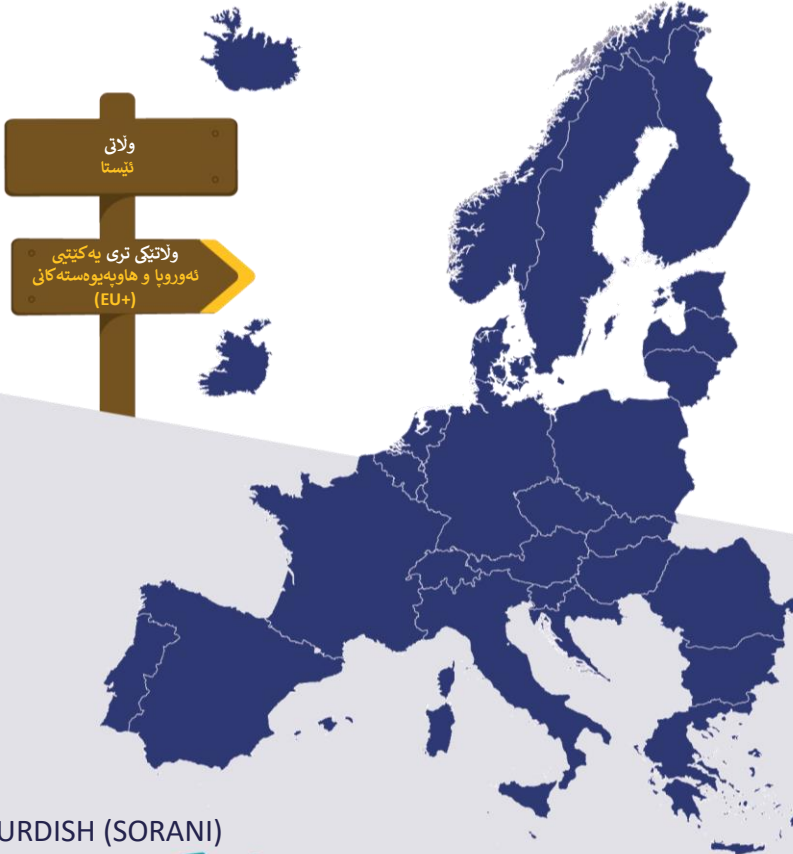 وڵاتی
ئێستا
وڵاتێکی تری یەکێتیی
ئەوروپا و هاوپەیوەستەکانی
(EU+)
URDISH (SORANI)